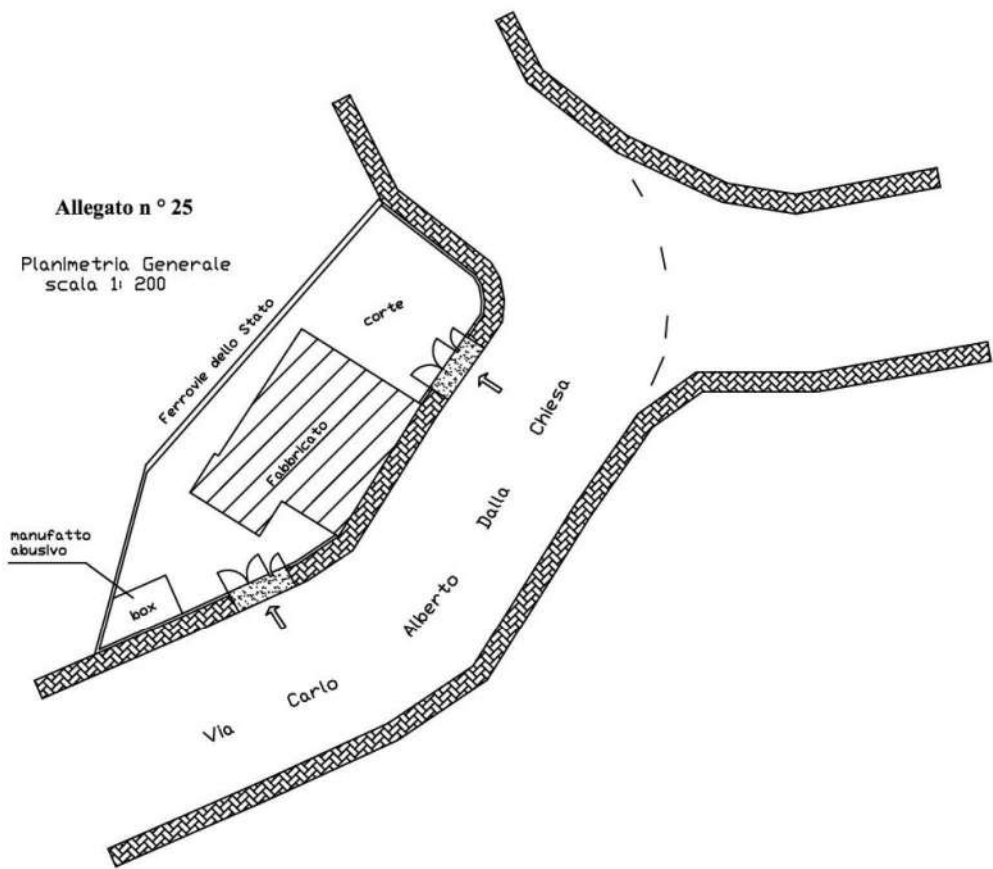 Allegato n ° 25
Planimetria Generale
scala 1: 200
Ferrovie dello Stato
corte
Fabbricato
manufatto
abusivo
box
Via Carlo Alberto Dalla Chiesa